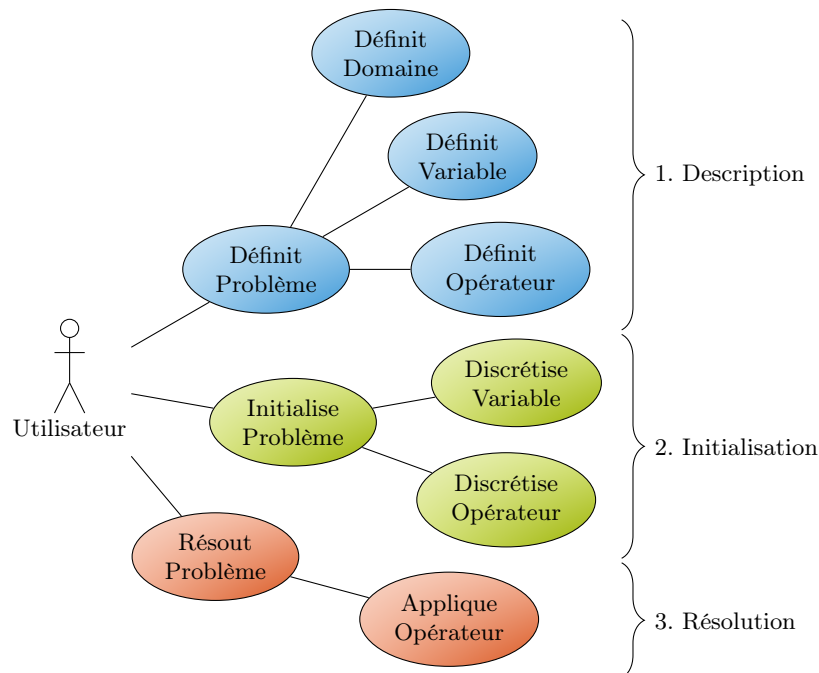 Définit
Domaine
Définit
Variable
1. Description
Définit
Problème
Définit
Opérateur
Utilisateur
Initialise
Problème
Discrétise
Variable
Discrétise
Opérateur
2. Initialisation
Résout
Problème
Applique
Opérateur
3. Résolution